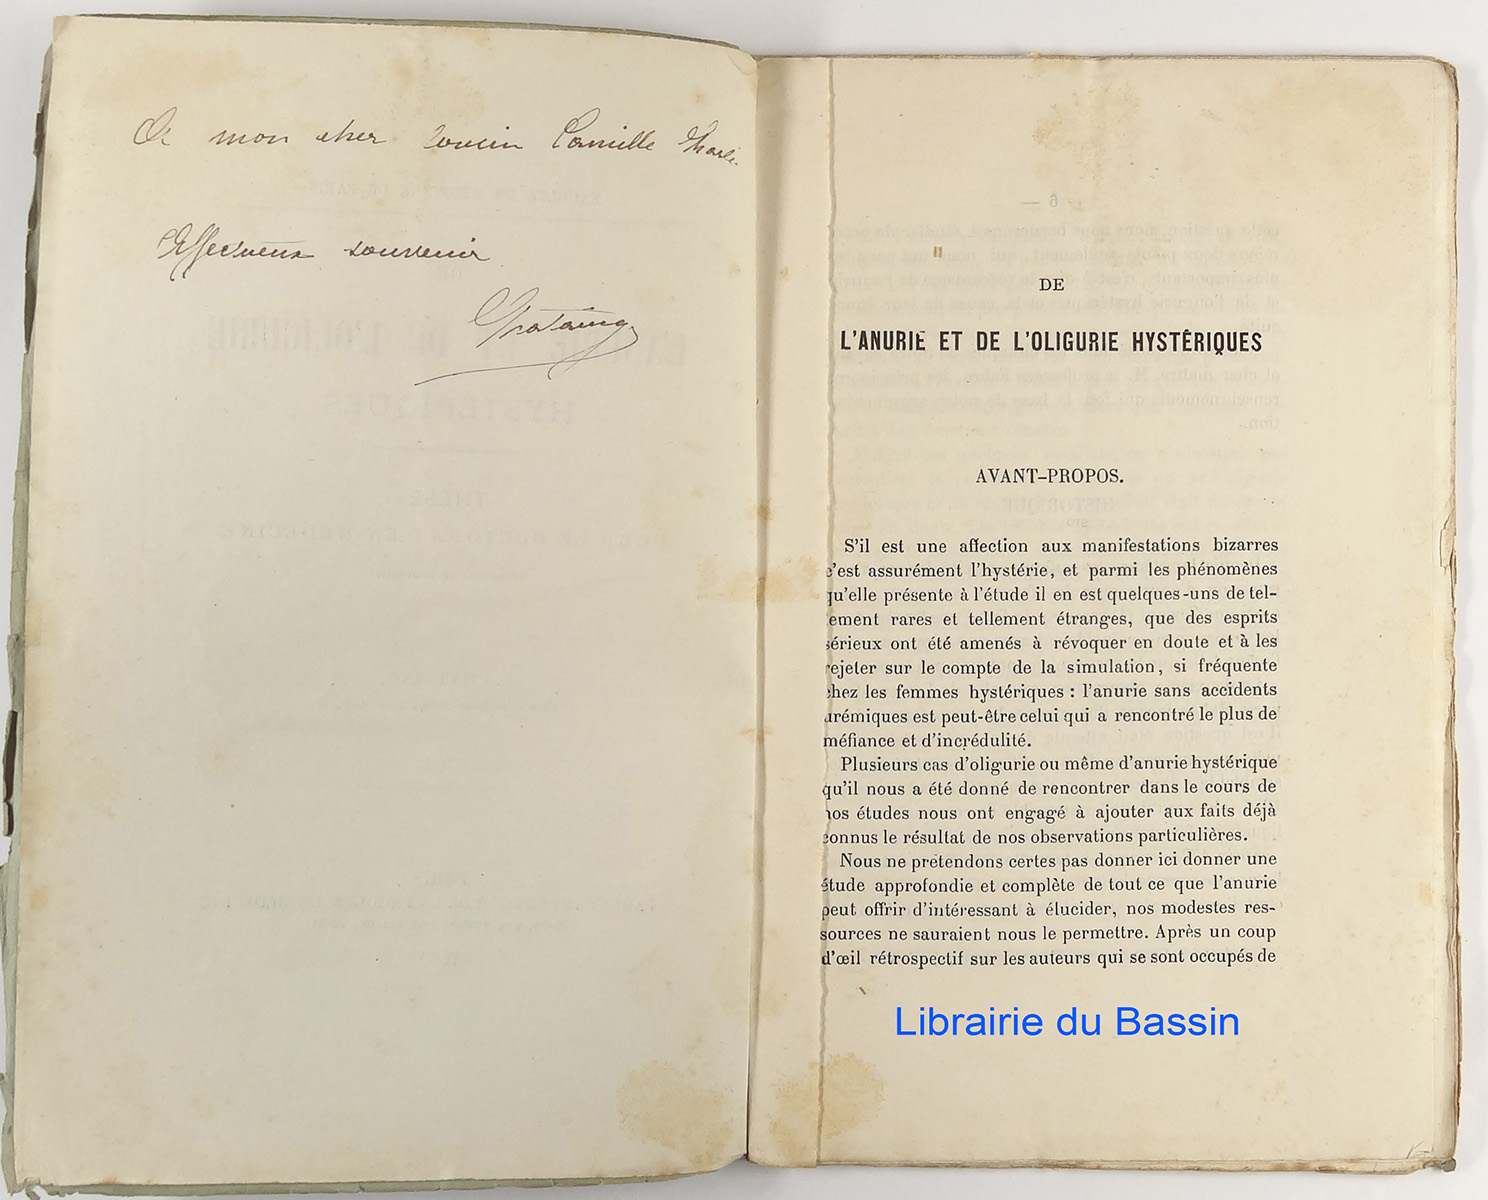 A mon cher cousin Camille
Affectueux souvenir
DE
L'ANURIE ET DE L'OLIGURIE HYSTÉRIQUES
AVANT-PROPOS.
S'il est une affection aux manifestations bizarres
c'est assurément l'hystérie, et parmi les phénomènes
qu'elle présente à l'étude il en est quelques-uns de tel-
lement rares et tellement étranges, que des esprits
sérieux ont été amenés à révoquer en doute et à les
rejeter sur le compte de la simulation, si fréquente
chez les femmes hystériques : l'anurie sans accidents
urémiques est peut-être celui qui a rencontré le plus de
méfiance et d'incrédulité.
Plusieurs cas d'oligurie ou même d'anurie hystérique
qu'il nous a été donné de rencontrer dans le cours de
nos études nous ont engagé à ajouter aux faits déjà
connus le résultat de nos observations particulières.
Nous ne prétendons certes pas donner ici donner une
étude approfondie et complète de tout ce que l'anurie
peut offrir d'intéressant à élucider, nos modestes res-
sources ne sauraient nous le permettre. Après un coup
d'œil rétrospectif sur les auteurs qui se sont occupés de
Librairie du Bassin